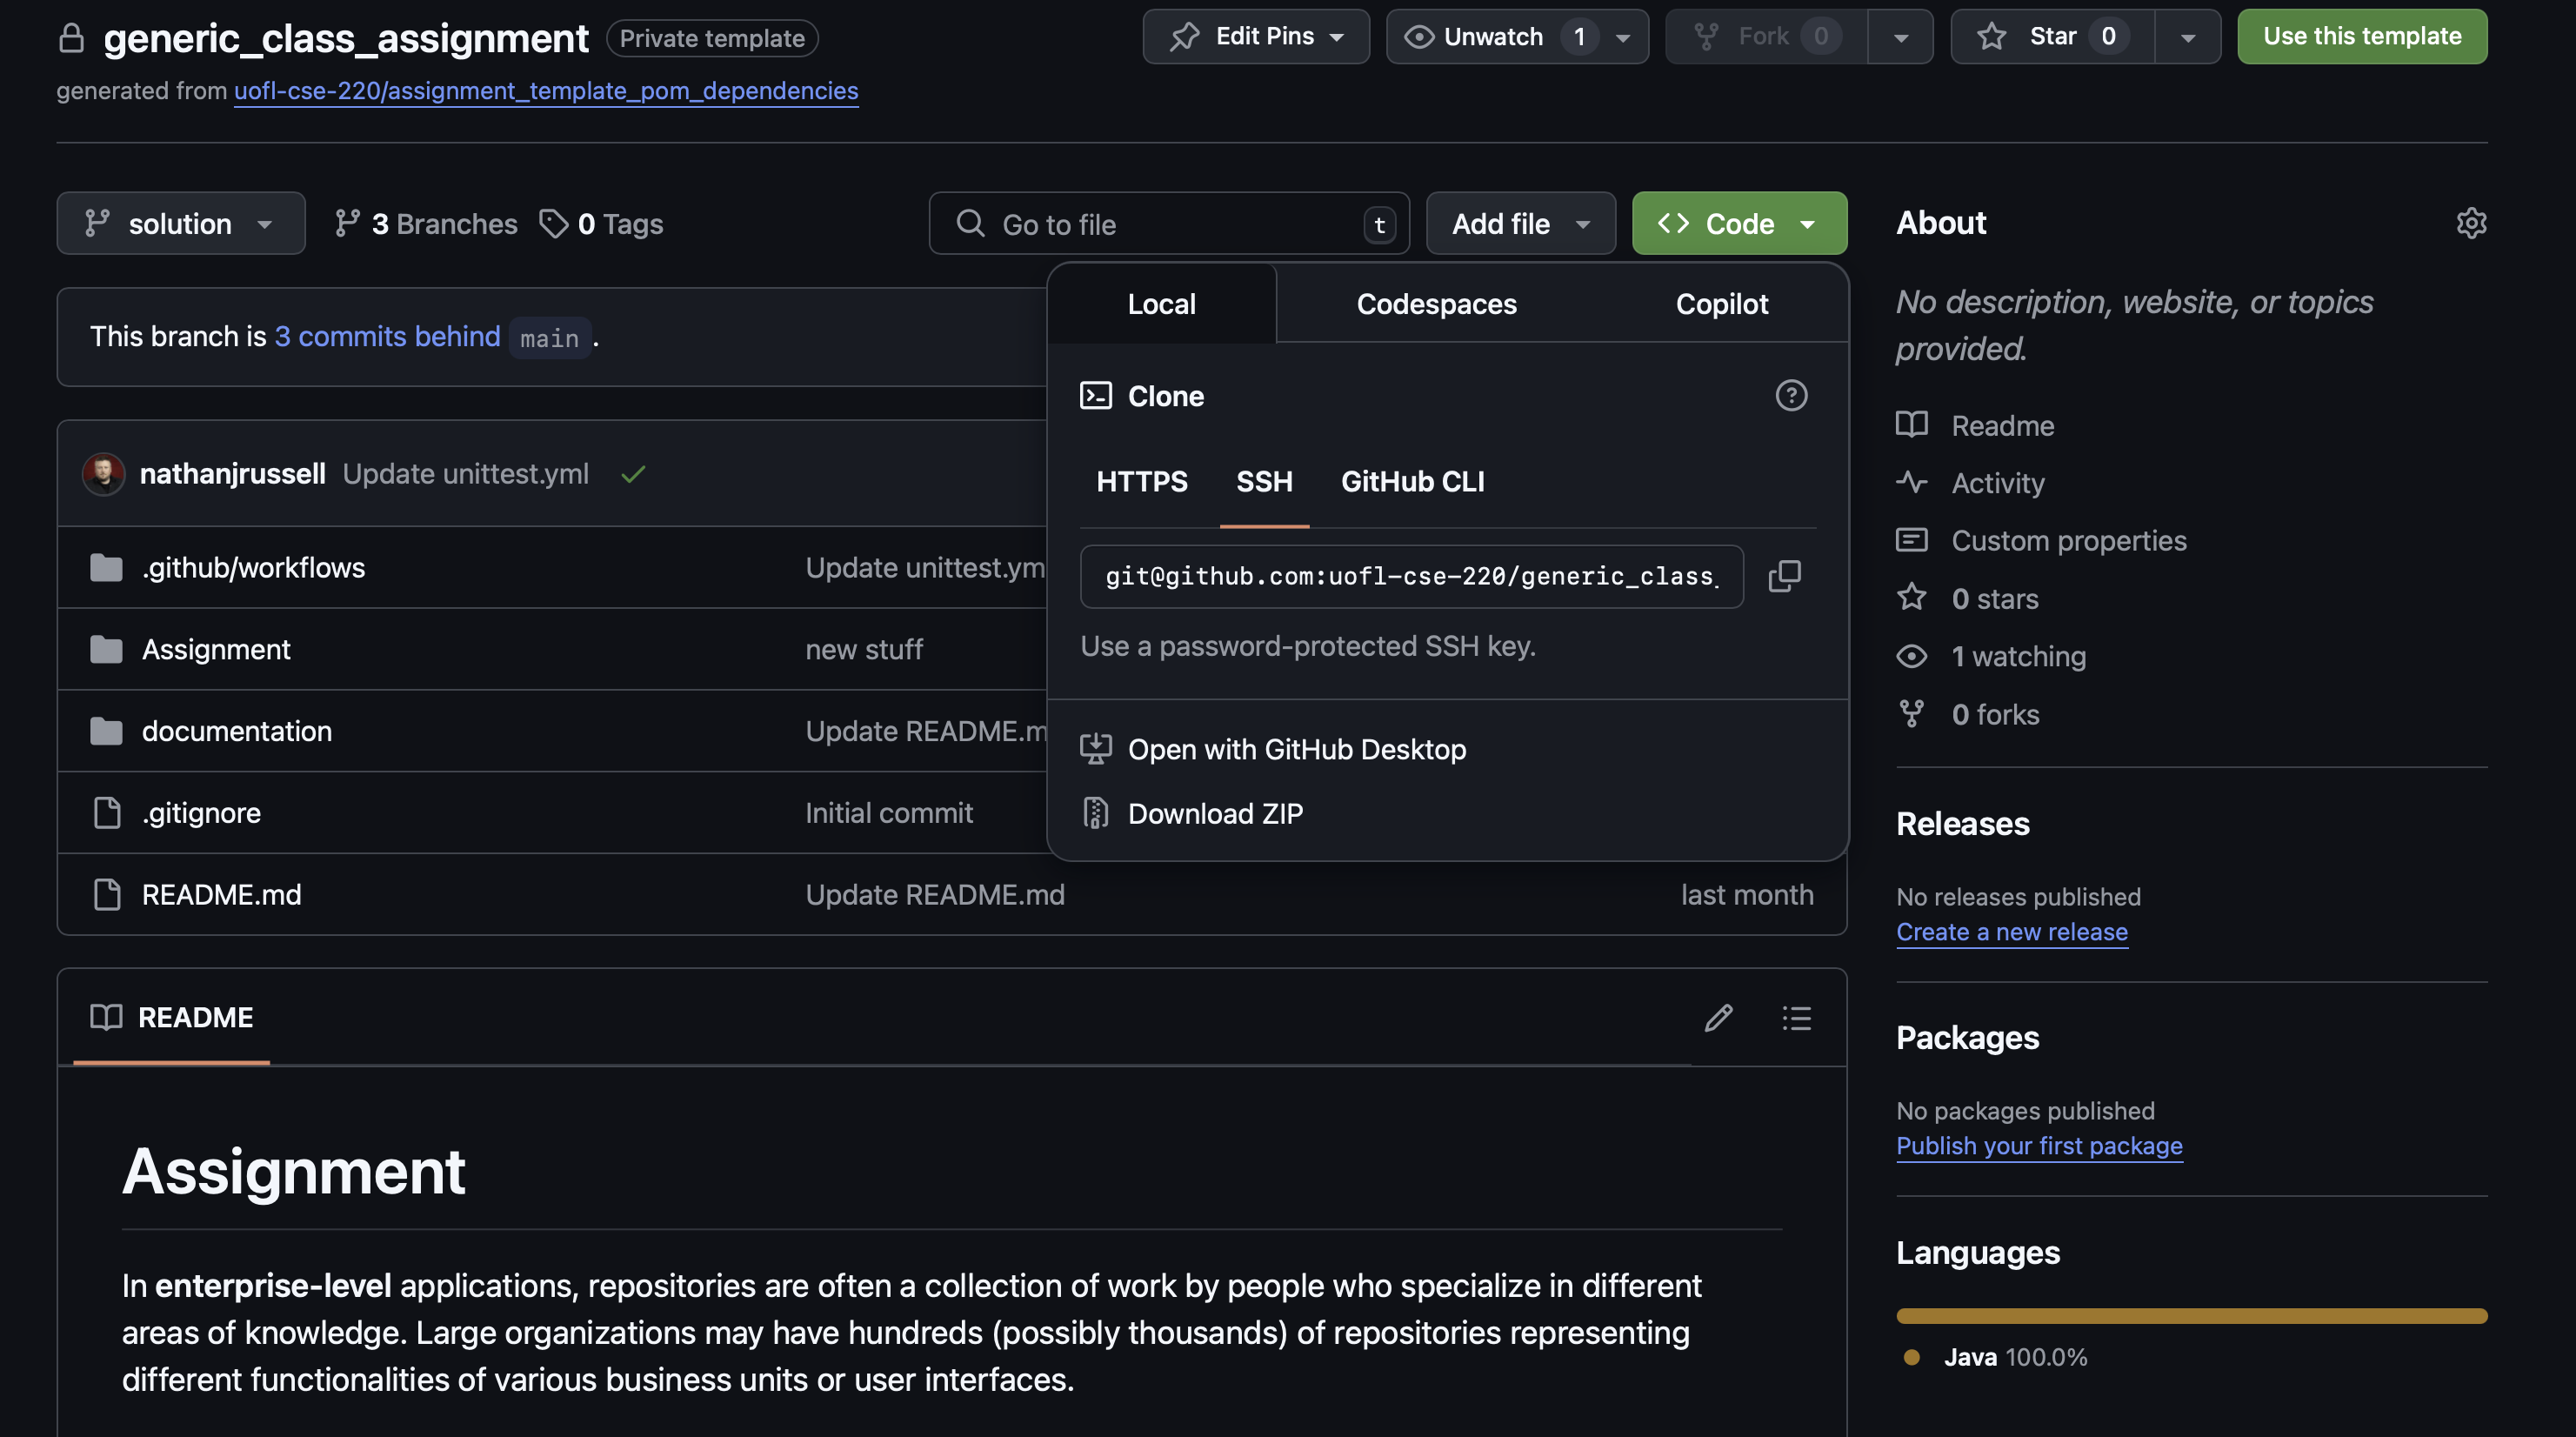 generic_class_assignment Private template
Edit Pins Unwatch 1 Fork 0 Star 0 Use this template
generated from uofl-cse-220/assignment_template_pom_dependencies
solution 3 Branches 0 Tags Go to file t Add file Code
This branch is 3 commits behind main .
nathanjrussell Update unittest.yml
.github/workflows Update unittest.ym
Assignment new stuff
documentation Update README.m
.gitignore Initial commit
README.md Update README.md last month
Local Codespaces Copilot
Clone
HTTPS SSH GitHub CLI
git@github.com:uofl-cse-220/generic_class_
Use a password-protected SSH key.
Open with GitHub Desktop
Download ZIP
README
Assignment
In enterprise-level applications, repositories are often a collection of work by people who specialize in different
areas of knowledge. Large organizations may have hundreds (possibly thousands) of repositories representing
different functionalities of various business units or user interfaces.
About
No description, website, or topics
provided.
Readme
Activity
Custom properties
0 stars
1 watching
0 forks
Releases
No releases published
Create a new release
Packages
No packages published
Publish your first package
Languages
Java 100.0%